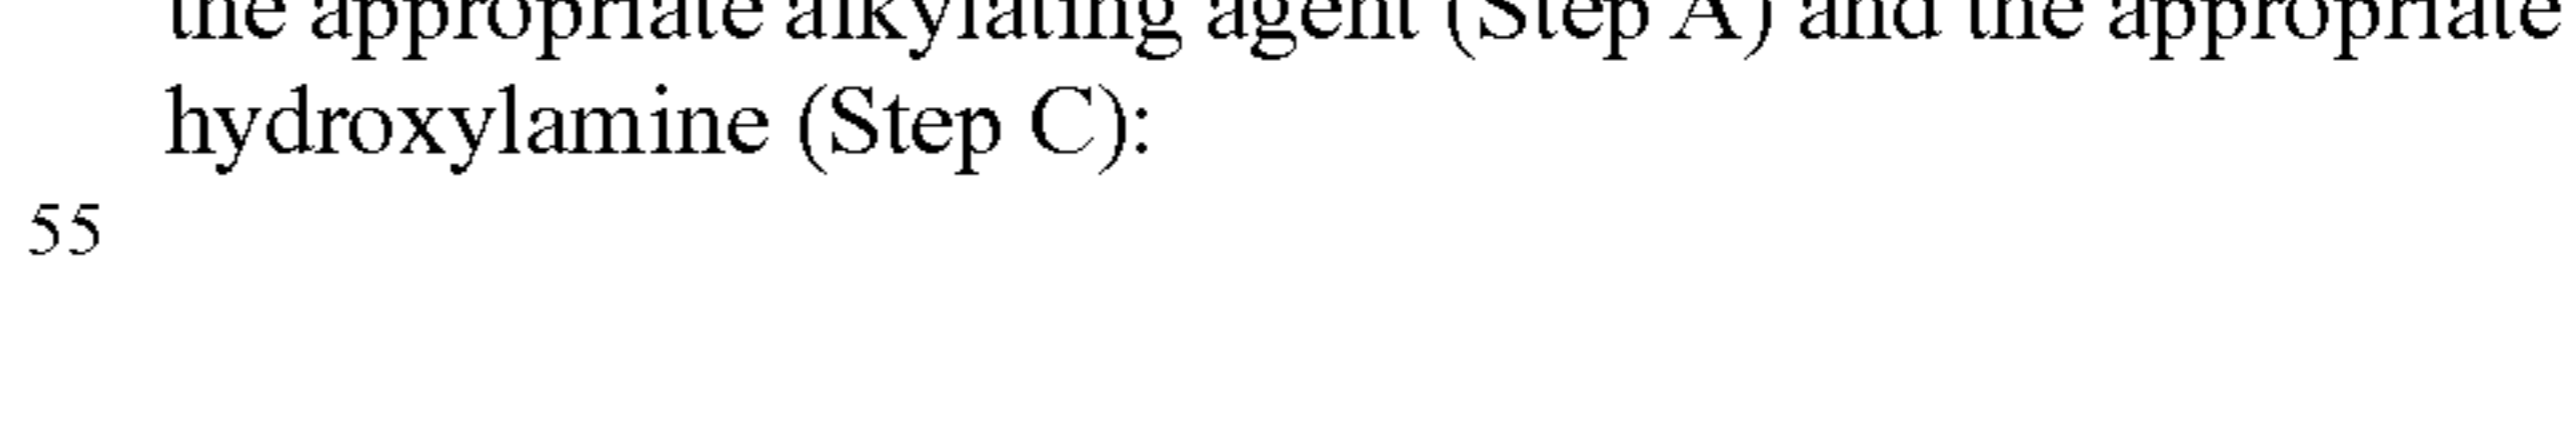 the appropriate alkylating agent (Step A) and the appropriate
hydroxylamine (Step C):
55